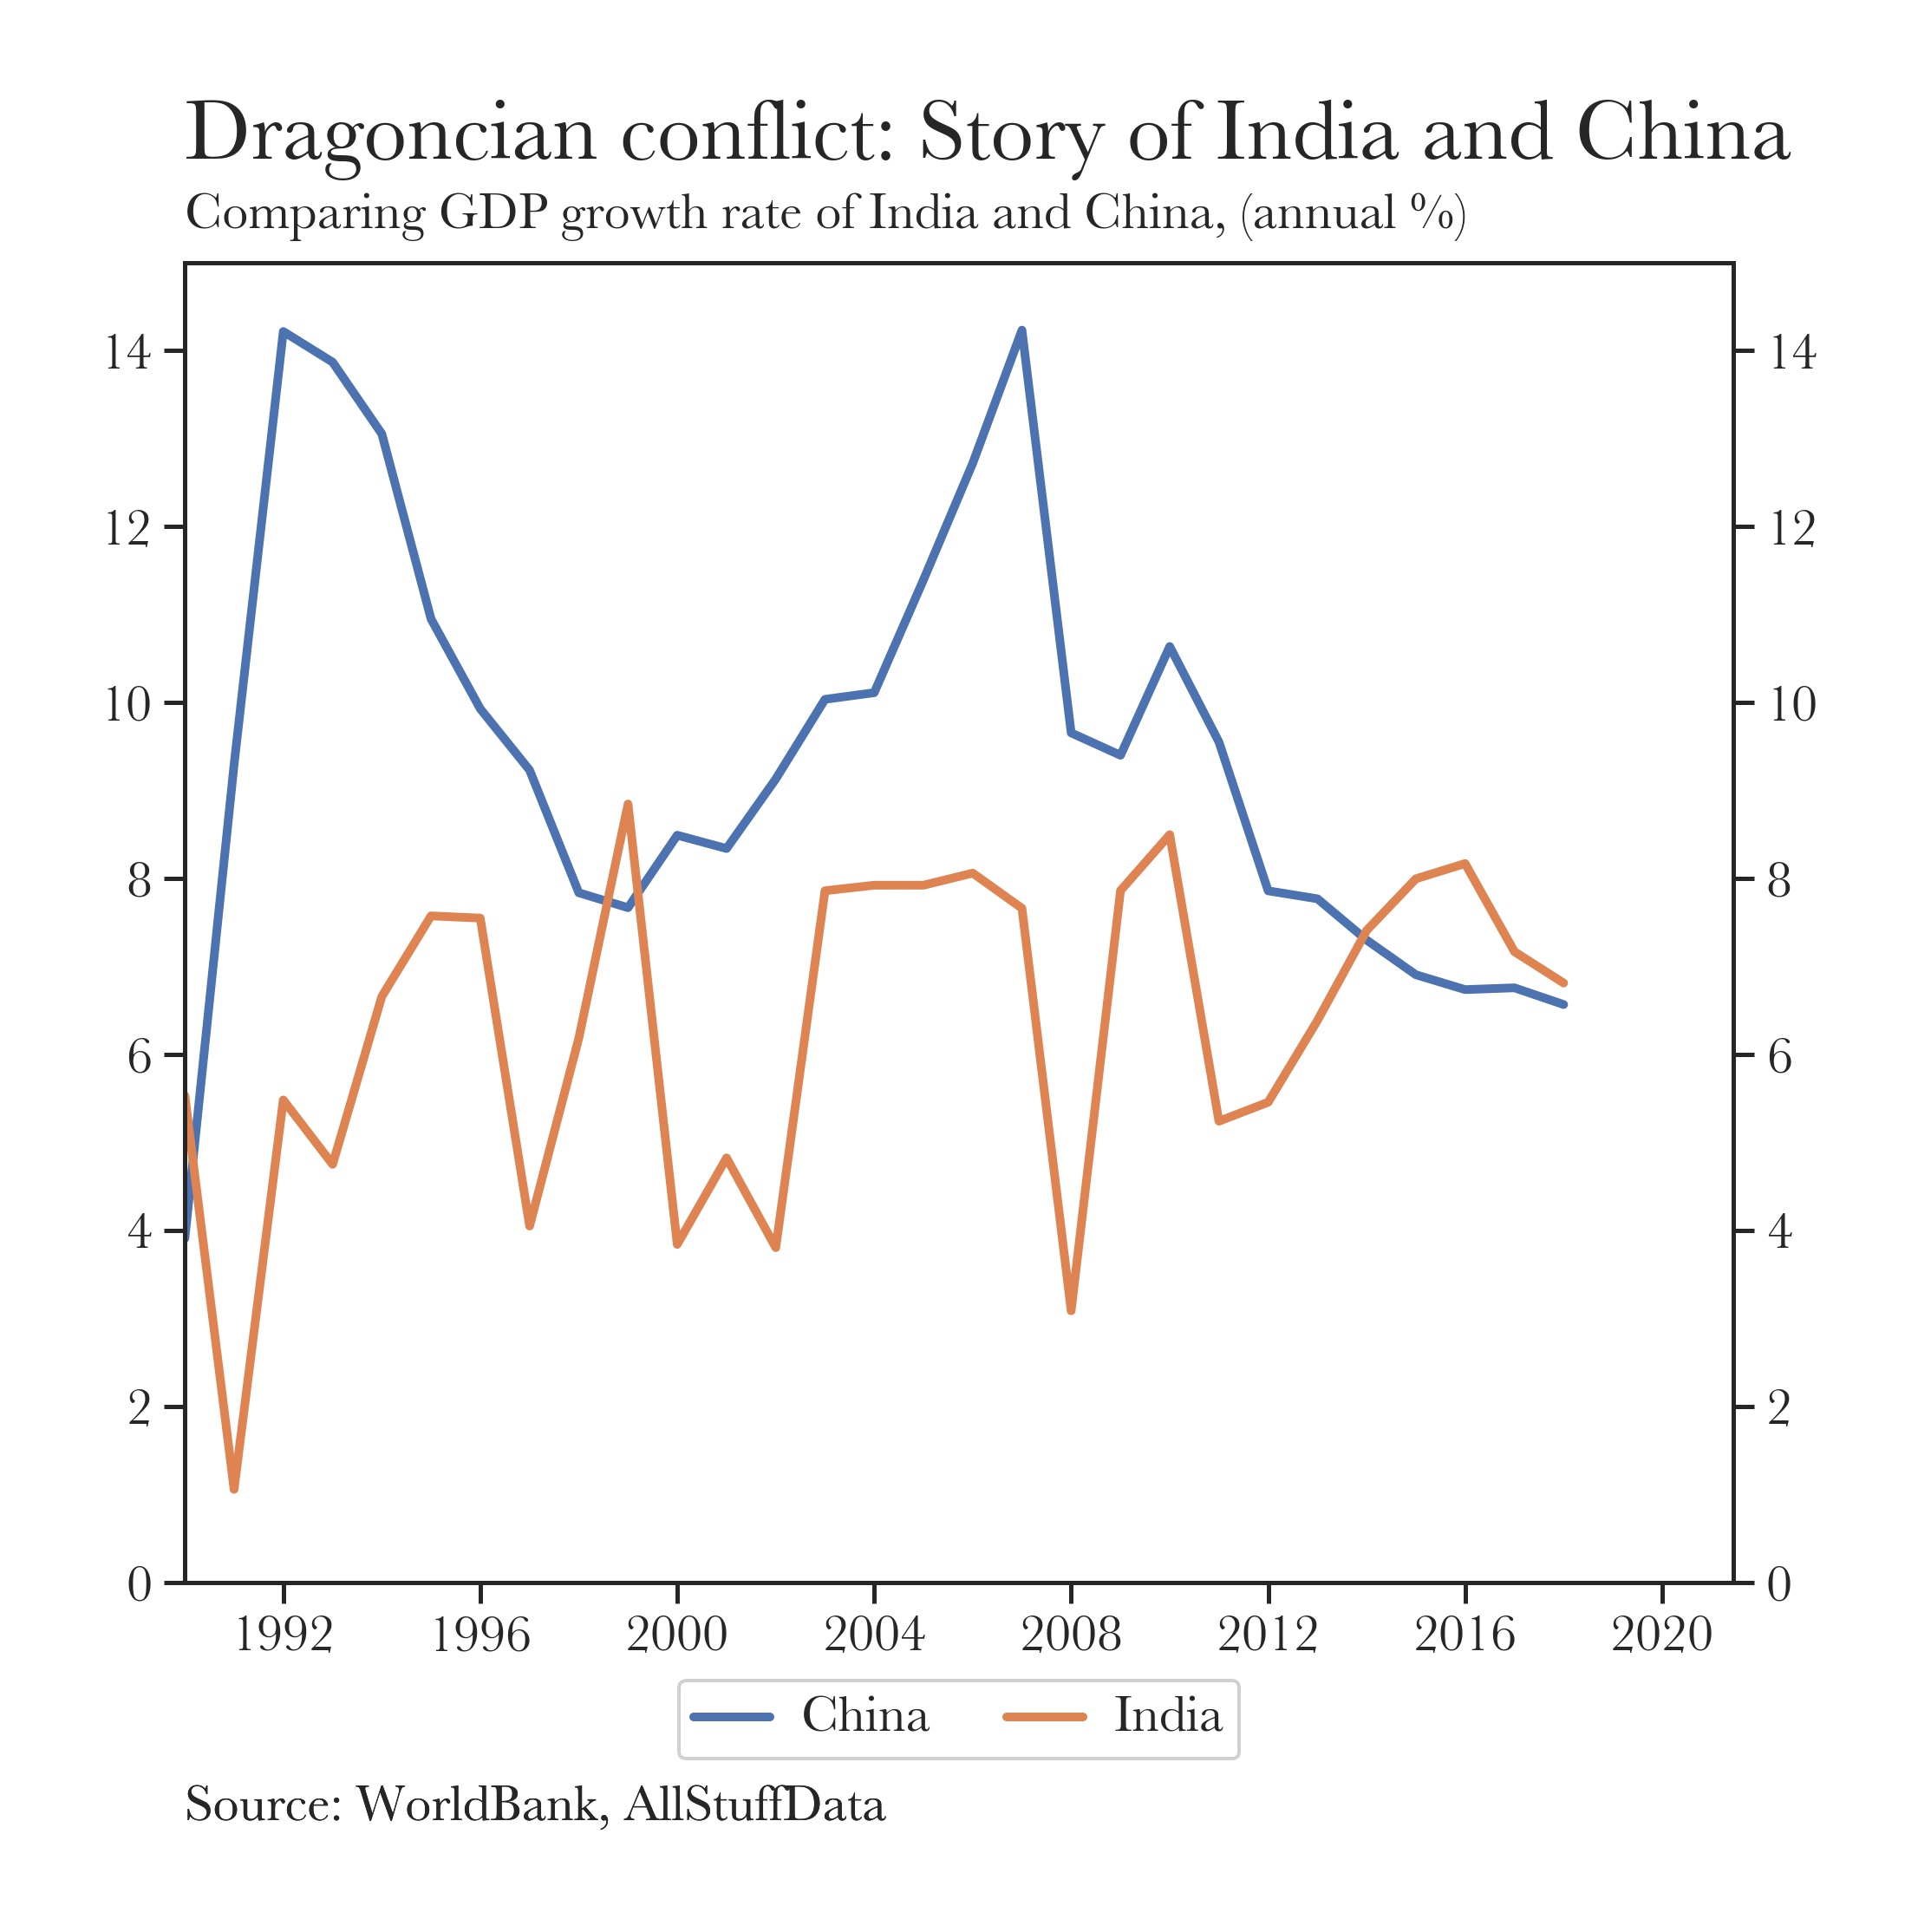 Dragoncian conflict: Story of India and China
Comparing GDP growth rate of India and China, (annual %)
14 14
12 12
10 10
8 8
6 6
4 4
2 2
0 0
1992 1996 2000 2004 2008 2012 2016 2020
China India
Source: WorldBank, AllStuffData